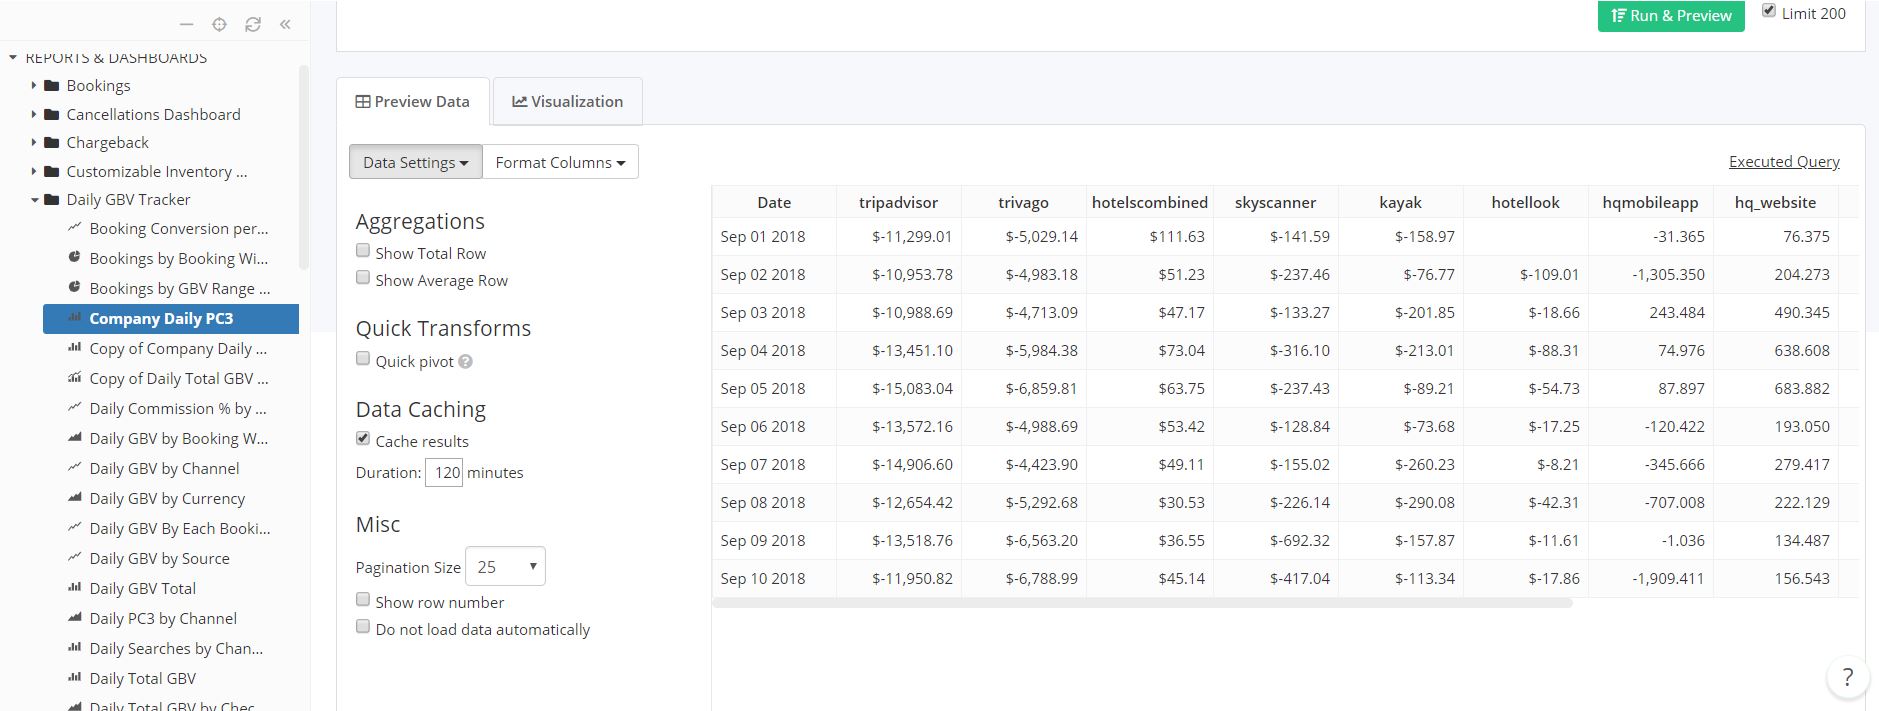 Run & Preview
Limit 200
REPORTS & DASHBOARDS
Bookings
Cancellations Dashboard
Chargeback
Customizable Inventory ...
Daily GBV Tracker
Booking Conversion per...
Bookings by Booking Wi...
Bookings by GBV Range ...
Company Daily PC3
Copy of Company Daily ...
Copy of Daily Total GBV ...
Daily Commission % by ...
Daily GBV by Booking W...
Daily GBV by Channel
Daily GBV by Currency
Daily GBV By Each Booki...
Daily GBV by Source
Daily GBV Total
Daily PC3 by Channel
Daily Searches by Chan...
Daily Total GBV
Daily Total GBV by Chec
Preview Data
Visualization
Data Settings
Format Columns
Executed Query
Aggregations
Show Total Row
Show Average Row
Quick Transforms
Quick pivot ?
Data Caching
Cache results
Duration: 120 minutes
Misc
Pagination Size 25
Show row number
Do not load data automatically
Date tripadvisor trivago hotelscombined skyscanner kayak hotellook hqmobileapp hq_website
Sep 01 2018 $-11,299.01 $-5,029.14 $111.63 $-141.59 $-158.97 -31.365 76.375
Sep 02 2018 $-10,953.78 $-4,983.18 $51.23 $-237.46 $-76.77 $-109.01 -1,305.350 204.273
Sep 03 2018 $-10,988.69 $-4,713.09 $47.17 $-133.27 $-201.85 $-18.66 243.484 490.345
Sep 04 2018 $-13,451.10 $-5,984.38 $73.04 $-316.10 $-213.01 $-88.31 74.976 638.608
Sep 05 2018 $-15,083.04 $-6,859.81 $63.75 $-237.43 $-89.21 $-54.73 87.897 683.882
Sep 06 2018 $-13,572.16 $-4,988.69 $53.42 $-128.84 $-73.68 $-17.25 -120.422 193.050
Sep 07 2018 $-14,906.60 $-4,423.90 $49.11 $-155.02 $-260.23 $-8.21 -345.666 279.417
Sep 08 2018 $-12,654.42 $-5,292.68 $30.53 $-226.14 $-290.08 $-42.31 -707.008 222.129
Sep 09 2018 $-13,518.76 $-6,563.20 $36.55 $-692.32 $-157.87 $-11.61 -1.036 134.487
Sep 10 2018 $-11,950.82 $-6,788.99 $45.14 $-417.04 $-113.34 $-17.86 -1,909.411 156.543
?